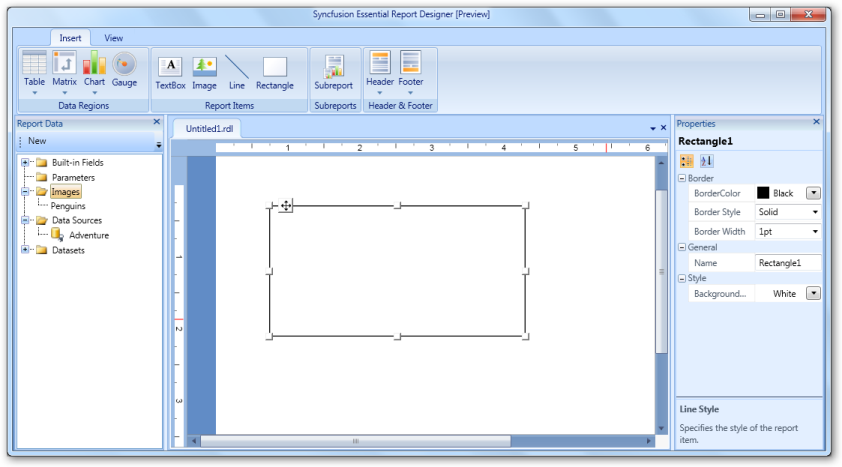 Syncfusion Essential Report Designer [Preview]
Insert View
Table Matrix Chart Gauge TextBox Image Line Rectangle Subreport Header Footer
Data Regions Report Items Subreports Header & Footer
Report Data
New
Built-in Fields
Parameters
Images
Penguins
Data Sources
Adventure
Datasets
Untitled1.rdl
1 2 3 4 5 6
1
2
3
Properties
Rectangle1
Border
BorderColor Black
Border Style Solid
Border Width 1pt
General
Name Rectangle1
Style
Background... White
Line Style
Specifies the style of the report
item.